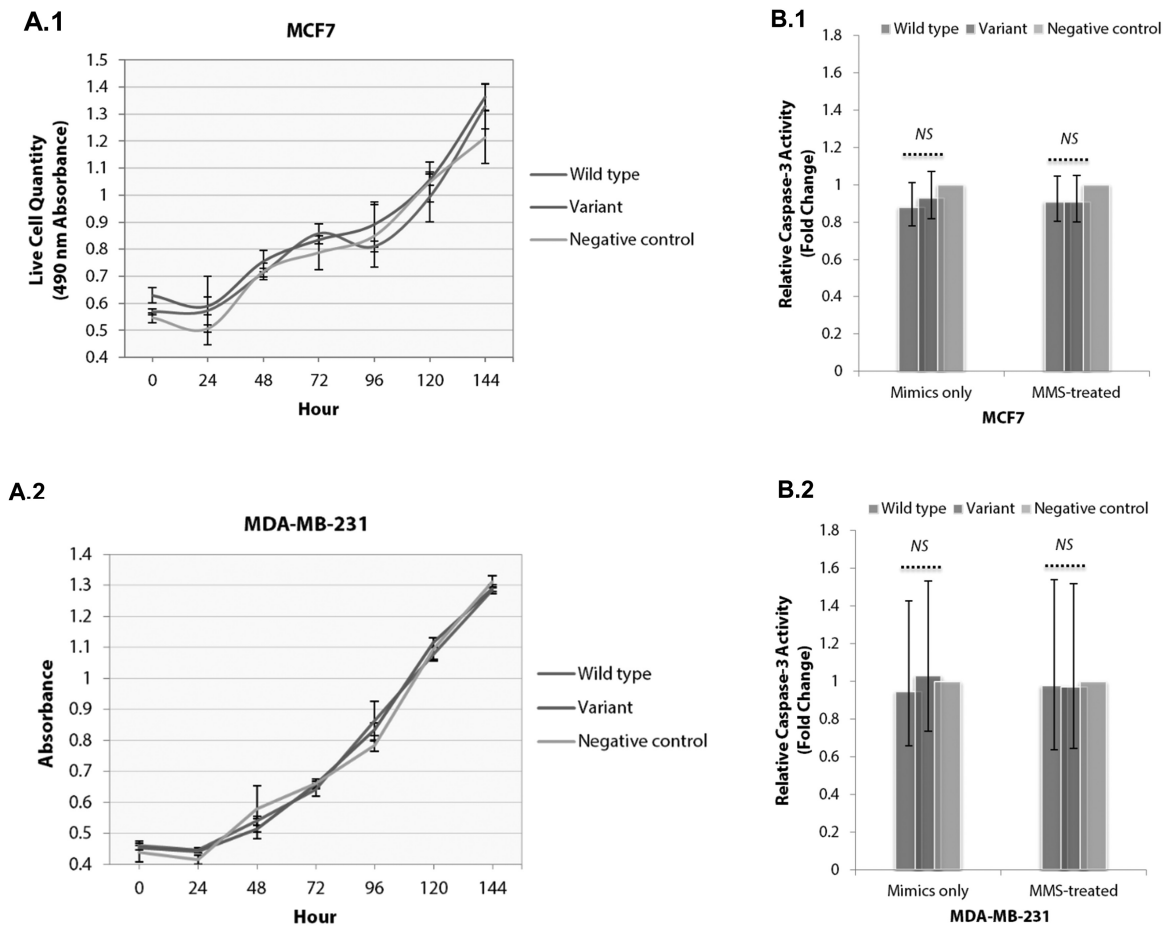 A.1
MCF7
1.5
1.4
1.3
1.2
1.1
1
0.9
0.8
0.7
0.6
0.5
0.4
Live Cell Quantity
(490 nm Absorbance)
0 24 48 72 96 120 144
Hour
Wild type
Variant
Negative control
B.1
Wild type Variant Negative control
1.8
1.6
1.4
1.2
1
0.8
0.6
0.4
0.2
0
Relative Caspase-3 Activity
(Fold Change)
NS NS
Mimics only MMS-treated
MCF7
A.2
MDA-MB-231
1.4
1.3
1.2
1.1
1
0.9
0.8
0.7
0.6
0.5
0.4
Absorbance
0 24 48 72 96 120 144
Hour
Wild type
Variant
Negative control
B.2
Wild type Variant Negative control
1.8
1.6
1.4
1.2
1
0.8
0.6
0.4
0.2
0
Relative Caspase-3 Activity
(Fold Change)
NS NS
Mimics only MMS-treated
MDA-MB-231